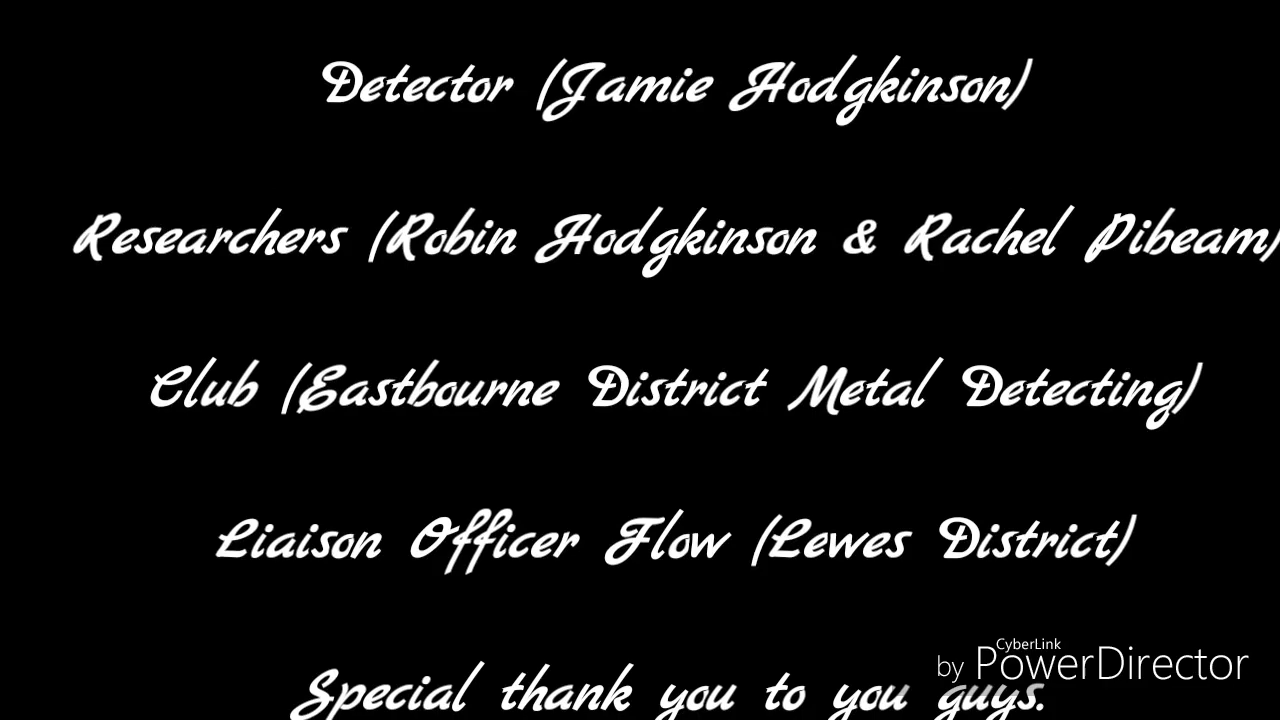 Detector (Jamie Hodgkinson)
Researchers (Robin Hodgkinson & Rachel Pibeam)
Club (Eastbourne District Metal Detecting)
Liaison Officer Flow (Lewes District)
CyberLink
by PowerDirector
Special thank you to you guys.